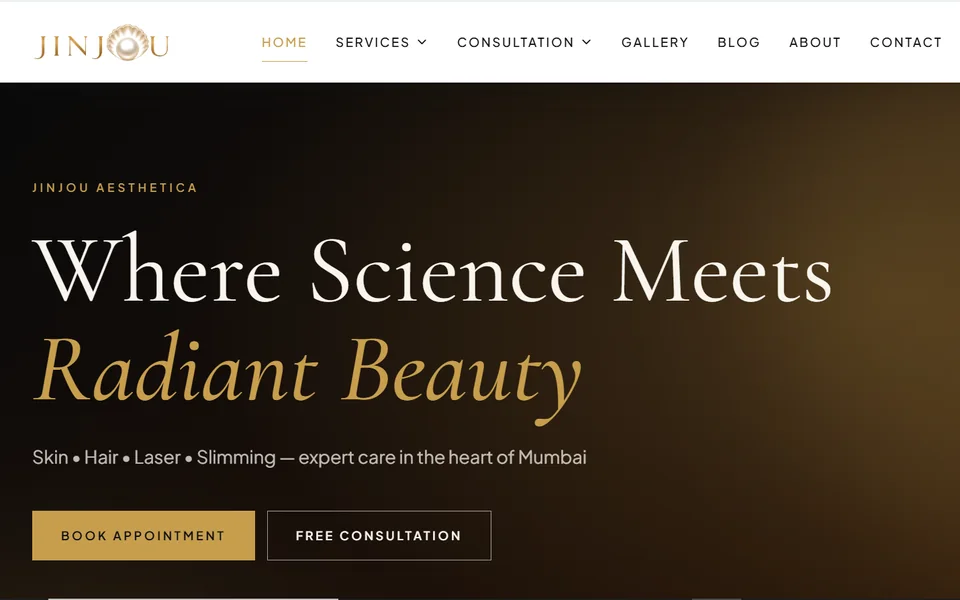 JINJOU
HOME
SERVICES
CONSULTATION
GALLERY
BLOG
ABOUT
CONTACT
JINJOU AESTHETICA
Where Science Meets
Radiant Beauty
Skin • Hair • Laser • Slimming — expert care in the heart of Mumbai
BOOK APPOINTMENT
FREE CONSULTATION